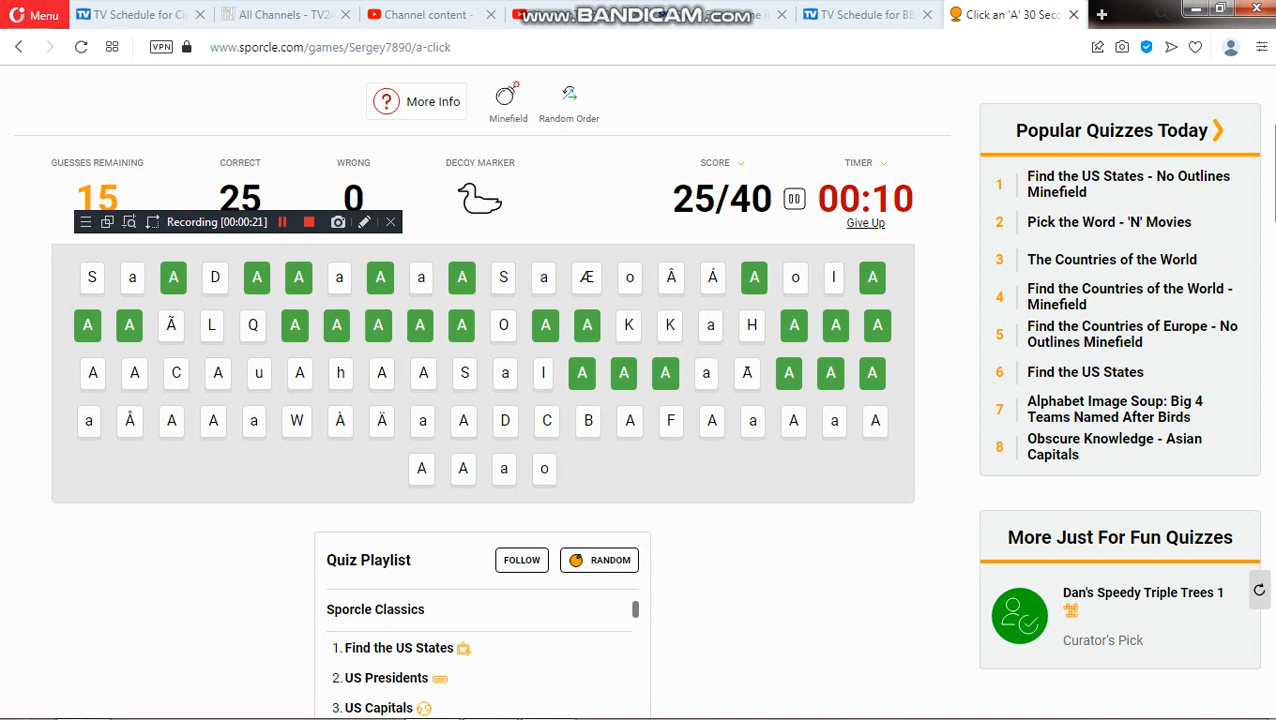 Menu
TV Schedule for Ci
All Channels - TV24
Channel content -
www.BANDICAM.com
TV Schedule for BB
Click an 'A' 30 Seco
VPN
www.sporcle.com/games/Sergey7890/a-click
? More Info
Minefield
Random Order
GUESSES REMAINING
CORRECT
WRONG
DECOY MARKER
SCORE
TIMER
15
25
0
25/40
00:10
Give Up
Recording [00:00:21]
S a A D A A a A a A S a Æ o Â Á A o I A
A A Ã L Q A A A A A O A A K K a H A A A
A A C A u A h A A S a I A A A a Ā A A A
a Å A A a W À Ä a A D C B A F A a A a A
A A a o
Popular Quizzes Today
1 Find the US States - No Outlines
Minefield
2 Pick the Word - 'N' Movies
3 The Countries of the World
4 Find the Countries of the World -
Minefield
5 Find the Countries of Europe - No
Outlines Minefield
6 Find the US States
7 Alphabet Image Soup: Big 4
Teams Named After Birds
8 Obscure Knowledge - Asian
Capitals
Quiz Playlist
FOLLOW
RANDOM
Sporcle Classics
1. Find the US States
2. US Presidents
3. US Capitals
More Just For Fun Quizzes
Dan's Speedy Triple Trees 1
Curator's Pick